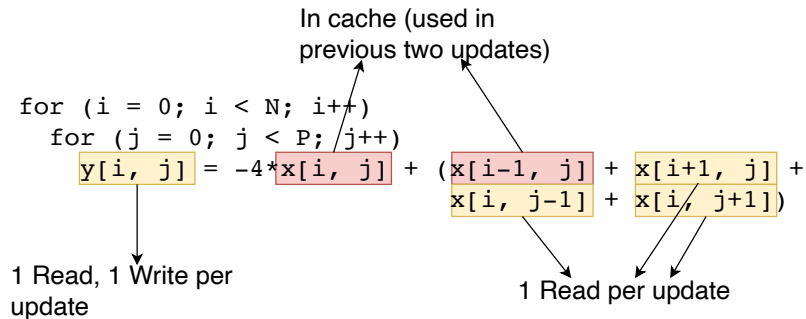 In cache (used in
previous two updates)
for (i = 0; i < N; i++)
for (j = 0; j < P; j++)
y[i, j] = -4*x[i, j] + (x[i-1, j] + x[i+1, j] +
x[i, j-1] + x[i, j+1])
1 Read, 1 Write per
update
1 Read per update